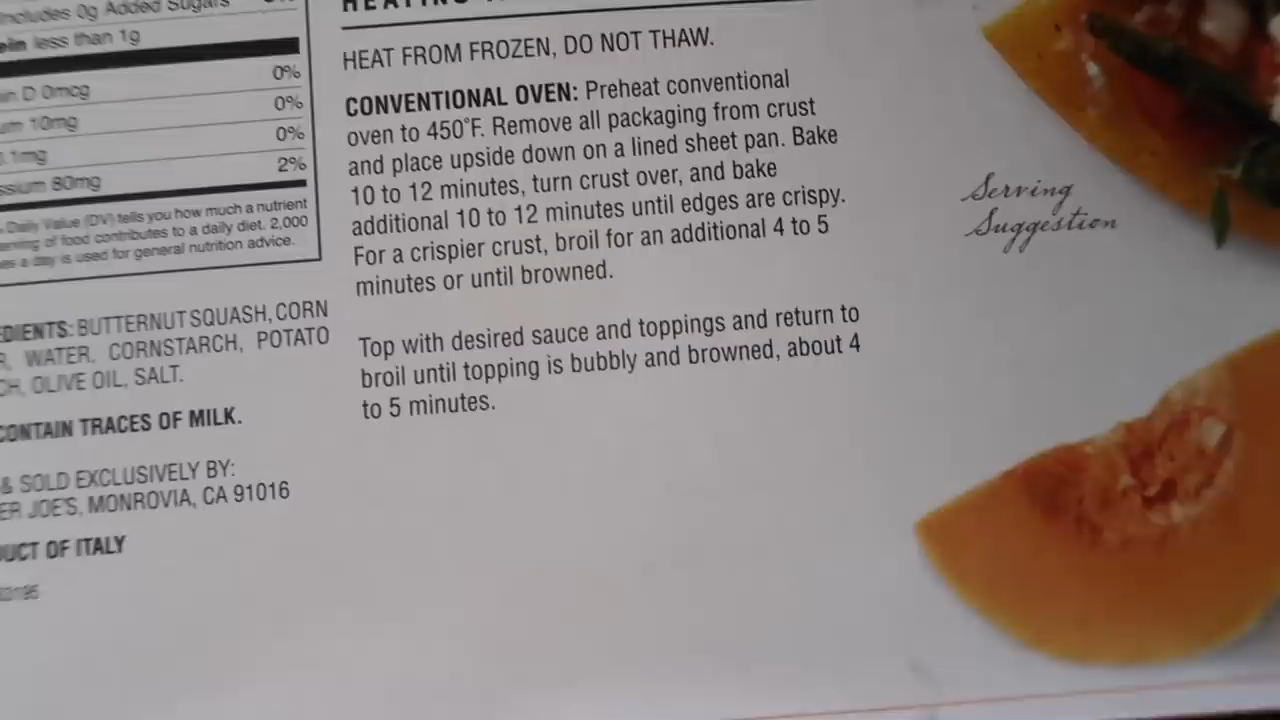 Includes 0g Added Sugars
less than 1g
D 0mcg 0%
10mg 0%
.1mg 0%
80mg 2%
Daily Value (DV) tells you how much a nutrient
of food contributes to a daily diet. 2,000
a day is used for general nutrition advice.
BUTTERNUT SQUASH, CORN
WATER, CORNSTARCH, POTATO
OLIVE OIL, SALT.
CONTAIN TRACES OF MILK.
& SOLD EXCLUSIVELY BY:
JOE'S, MONROVIA, CA 91016
OF ITALY
HEATING
HEAT FROM FROZEN, DO NOT THAW.
CONVENTIONAL OVEN: Preheat conventional
oven to 450°F. Remove all packaging from crust
and place upside down on a lined sheet pan. Bake
10 to 12 minutes, turn crust over, and bake
additional 10 to 12 minutes until edges are crispy.
For a crispier crust, broil for an additional 4 to 5
minutes or until browned.
Top with desired sauce and toppings and return to
broil until topping is bubbly and browned, about 4
to 5 minutes.
Serving
Suggestion